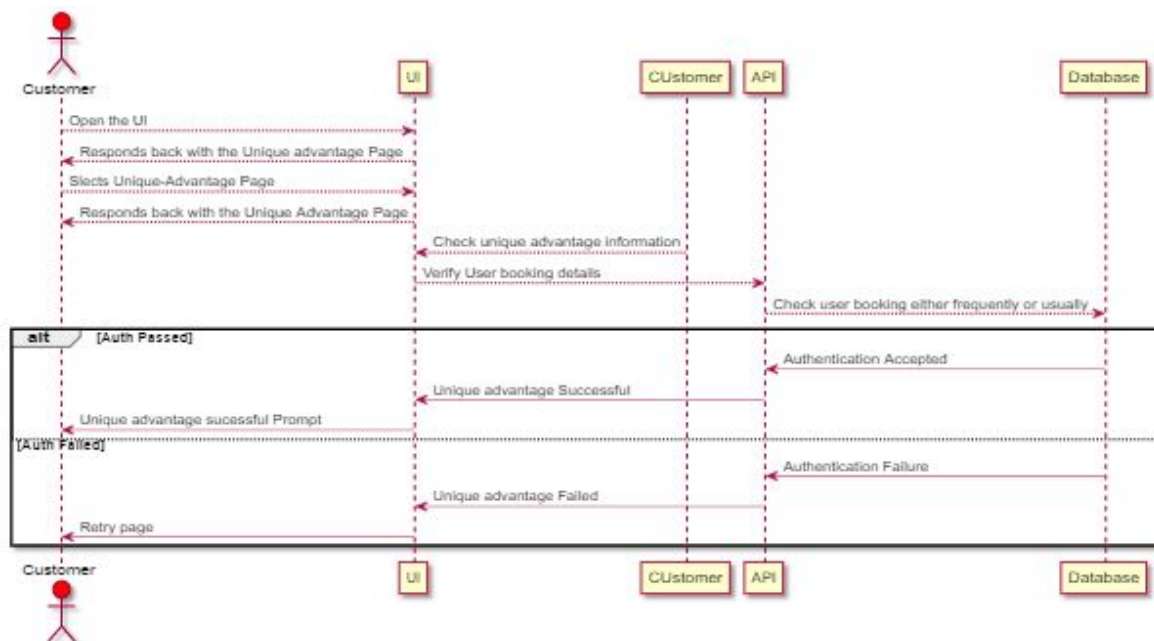 Customer
UI
CUstomer
API
Database
Open the UI
Responds back with the Unique advantage Page
Slects Unique-Advantage Page
Responds back with the Unique Advantage Page
Check unique advantage information
Verify User booking details
Check user booking either frequently or usually
alt [Auth Passed]
Authentication Accepted
Unique advantage Successful
Unique advantage sucessful Prompt
[Auth Failed]
Authentication Failure
Unique advantage Failed
Retry page
Customer
UI
CUstomer
API
Database